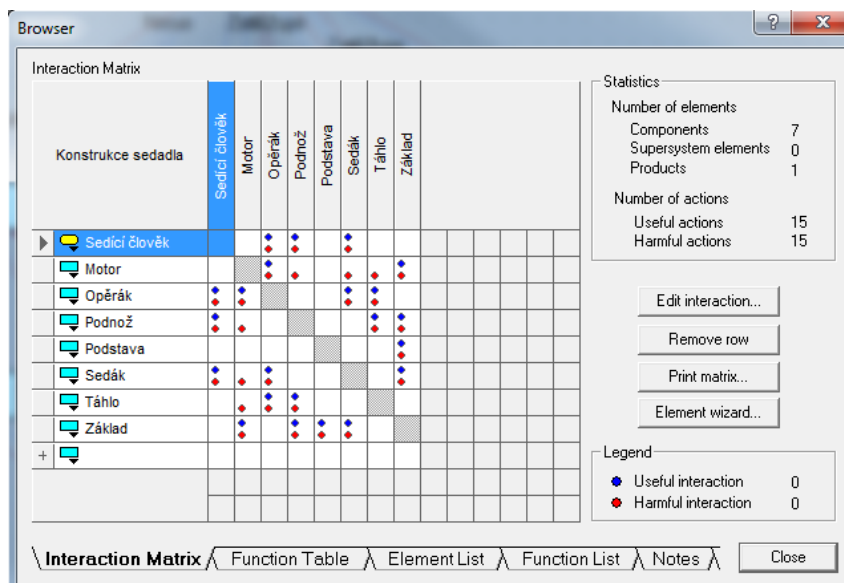 Browser
Interaction Matrix
Konstrukce sedadla
Sedící člověk
Motor
Opěrák
Podnož
Podstava
Sedák
Táhlo
Základ
Sedící člověk
Motor
Opěrák
Podnož
Podstava
Sedák
Táhlo
Základ
+
Statistics
Number of elements
Components 7
Supersystem elements 0
Products 1
Number of actions
Useful actions 15
Harmful actions 15
Edit interaction...
Remove row
Print matrix...
Element wizard...
Legend
Useful interaction 0
Harmful interaction 0
Interaction Matrix Function Table Element List Function List Notes
Close